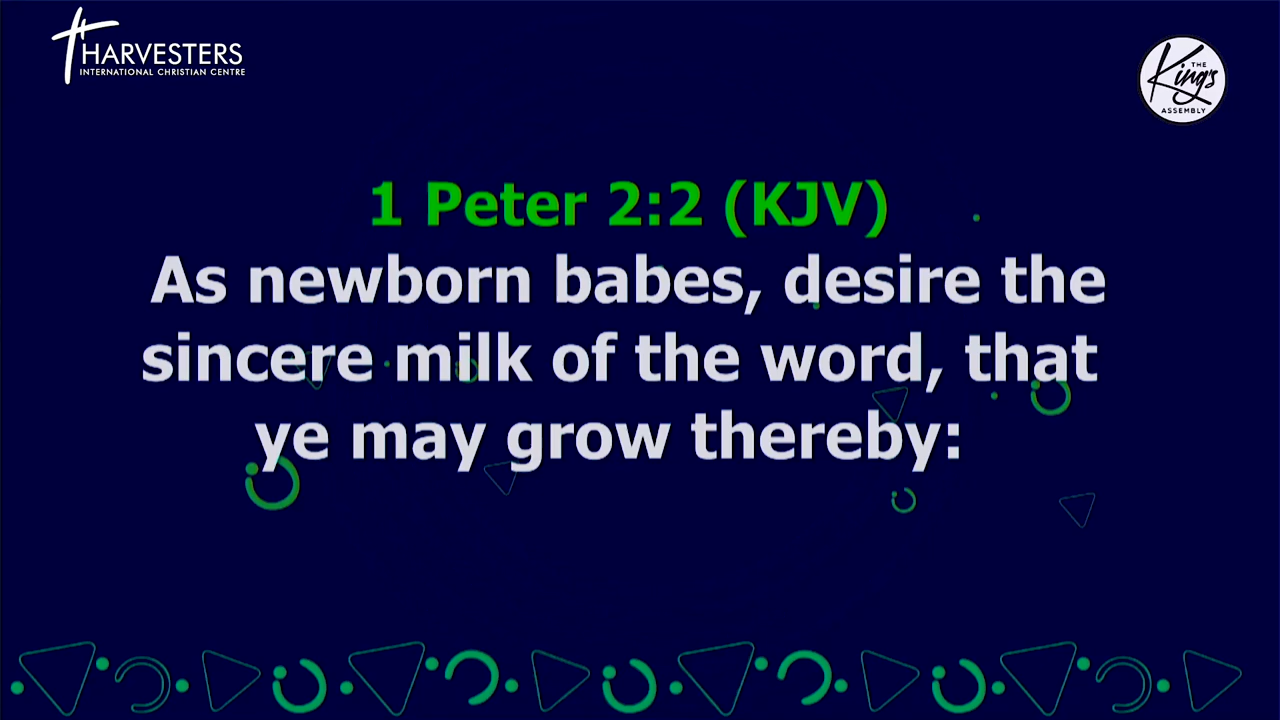 HARVESTERS
INTERNATIONAL CHRISTIAN CENTRE
THE
King's
ASSEMBLY
1 Peter 2:2 (KJV)
As newborn babes, desire the
sincere milk of the word, that
ye may grow thereby: